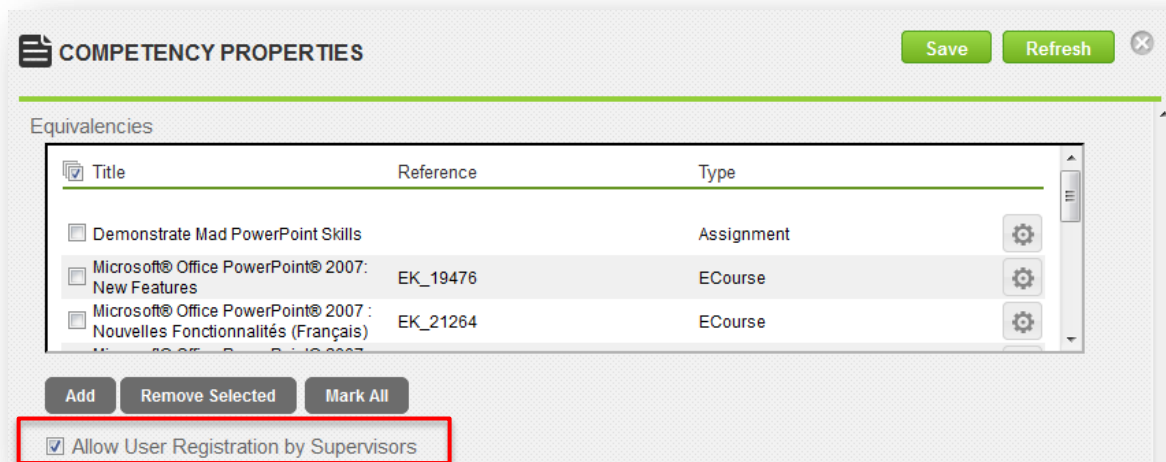 COMPETENCY PROPERTIES
Save
Refresh
Equivalencies
Title Reference Type
Demonstrate Mad PowerPoint Skills Assignment
Microsoft® Office PowerPoint® 2007:
New Features EK_19476 ECourse
Microsoft® Office PowerPoint® 2007 :
Nouvelles Fonctionnalités (Français) EK_21264 ECourse
Add Remove Selected Mark All
Allow User Registration by Supervisors